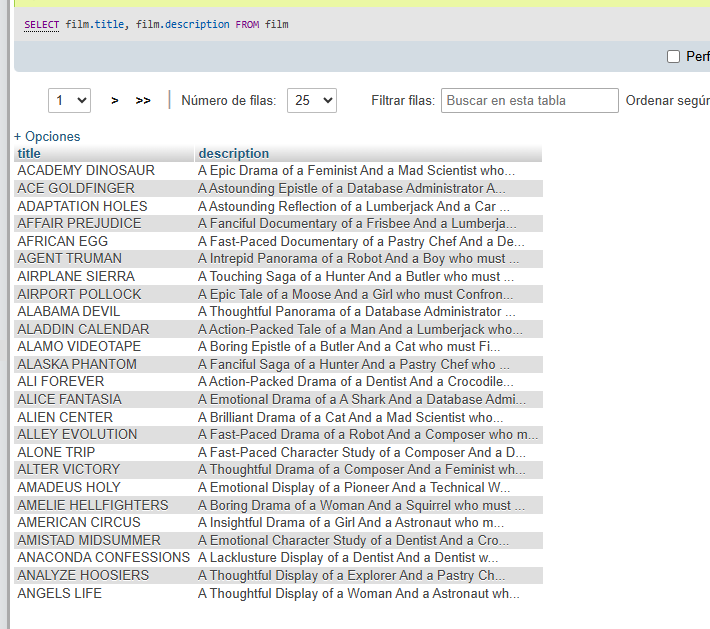 SELECT film.title, film.description FROM film
Perf
1 > >> | Número de filas: 25 Filtrar filas: Buscar en esta tabla Ordenar según
+ Opciones
title description
ACADEMY DINOSAUR A Epic Drama of a Feminist And a Mad Scientist who...
ACE GOLDFINGER A Astounding Epistle of a Database Administrator A...
ADAPTATION HOLES A Astounding Reflection of a Lumberjack And a Car ...
AFFAIR PREJUDICE A Fanciful Documentary of a Frisbee And a Lumberja...
AFRICAN EGG A Fast-Paced Documentary of a Pastry Chef And a De...
AGENT TRUMAN A Intrepid Panorama of a Robot And a Boy who must ...
AIRPLANE SIERRA A Touching Saga of a Hunter And a Butler who must ...
AIRPORT POLLOCK A Epic Tale of a Moose And a Girl who must Confron...
ALABAMA DEVIL A Thoughtful Panorama of a Database Administrator ...
ALADDIN CALENDAR A Action-Packed Tale of a Man And a Lumberjack who...
ALAMO VIDEOTAPE A Boring Epistle of a Butler And a Cat who must Fi...
ALASKA PHANTOM A Fanciful Saga of a Hunter And a Pastry Chef who ...
ALI FOREVER A Action-Packed Drama of a Dentist And a Crocodile...
ALICE FANTASIA A Emotional Drama of a A Shark And a Database Admi...
ALIEN CENTER A Brilliant Drama of a Cat And a Mad Scientist who...
ALLEY EVOLUTION A Fast-Paced Drama of a Robot And a Composer who m...
ALONE TRIP A Fast-Paced Character Study of a Composer And a D...
ALTER VICTORY A Thoughtful Drama of a Composer And a Feminist wh...
AMADEUS HOLY A Emotional Display of a Pioneer And a Technical W...
AMELIE HELLFIGHTERS A Boring Drama of a Woman And a Squirrel who must ...
AMERICAN CIRCUS A Insightful Drama of a Girl And a Astronaut who m...
AMISTAD MIDSUMMER A Emotional Character Study of a Dentist And a Cro...
ANACONDA CONFESSIONS A Lacklusture Display of a Dentist And a Dentist w...
ANALYZE HOOSIERS A Thoughtful Display of a Explorer And a Pastry Ch...
ANGELS LIFE A Thoughtful Display of a Woman And a Astronaut wh...